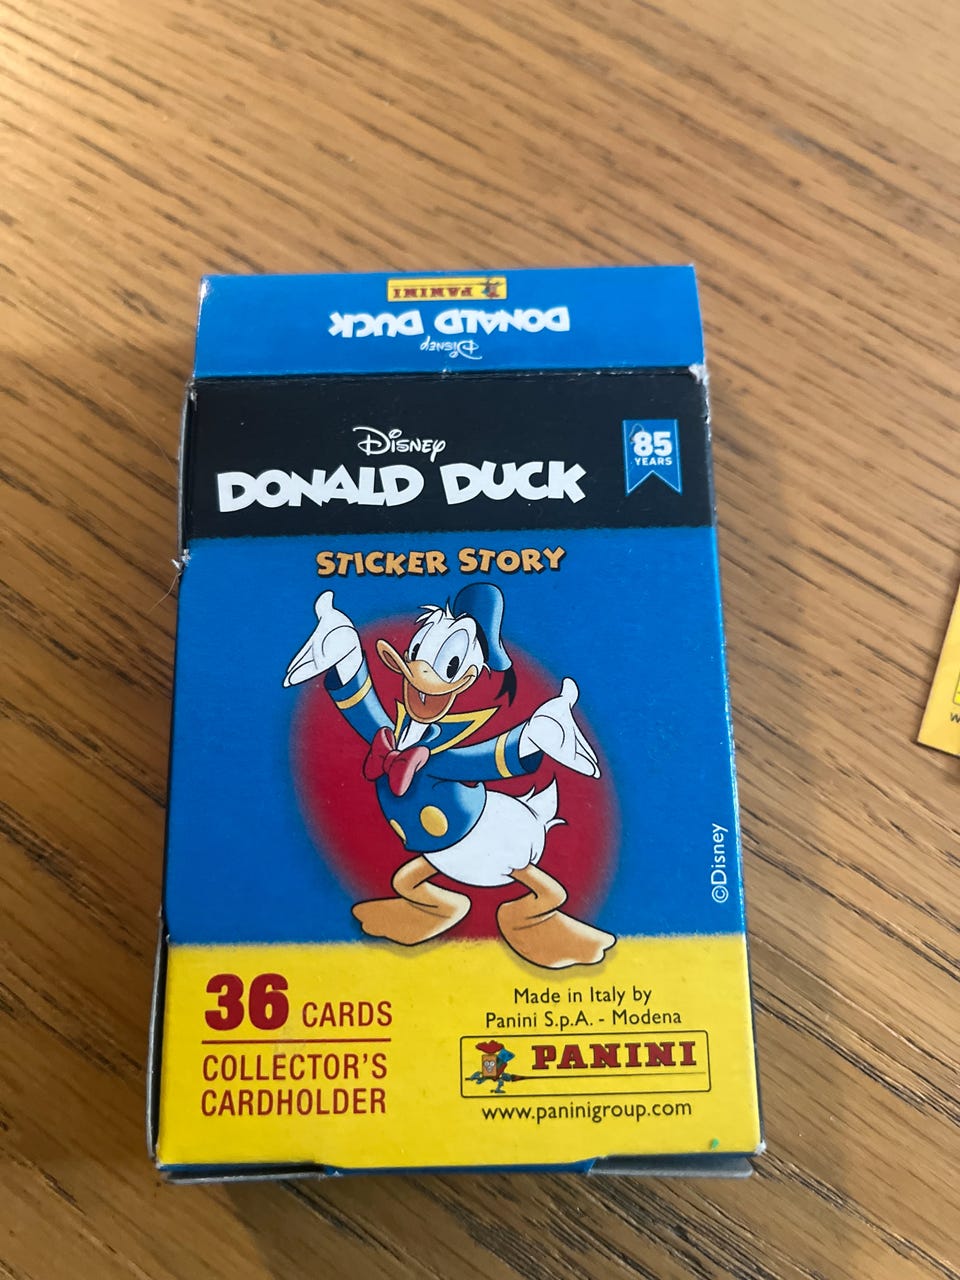 PANINI
DONALD DUCK
Disney
Disney
DONALD DUCK
85
YEARS
STICKER STORY
©Disney
36 CARDS
COLLECTOR'S
CARDHOLDER
Made in Italy by
Panini S.p.A. - Modena
PANINI
www.paninigroup.com